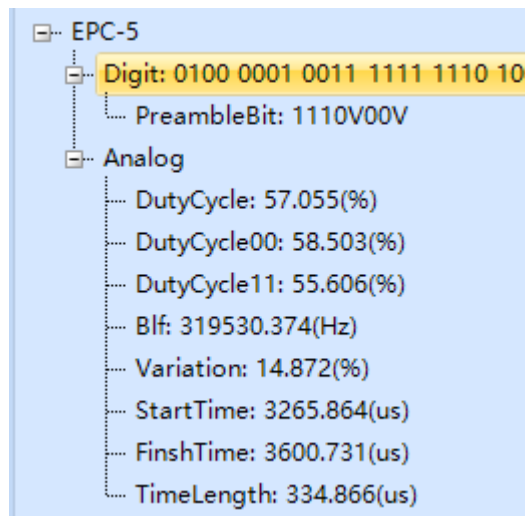 EPC-5
Digit: 0100 0001 0011 1111 1110 10
PreambleBit: 1110V00V
Analog
DutyCycle: 57.055(%)
DutyCycle00: 58.503(%)
DutyCycle11: 55.606(%)
Blf: 319530.374(Hz)
Variation: 14.872(%)
StartTime: 3265.864(us)
FinshTime: 3600.731(us)
TimeLength: 334.866(us)